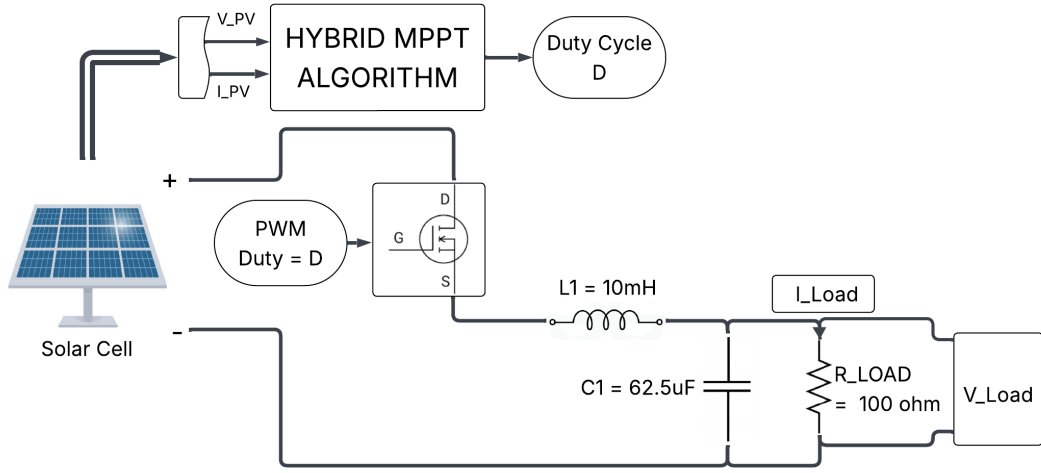 V_PV
I_PV
HYBRID MPPT
ALGORITHM
Duty Cycle
D
+
-
Solar Cell
PWM
Duty = D
D
G
S
L1 = 10mH
I_Load
C1 = 62.5uF
R_LOAD
= 100 ohm
V_Load